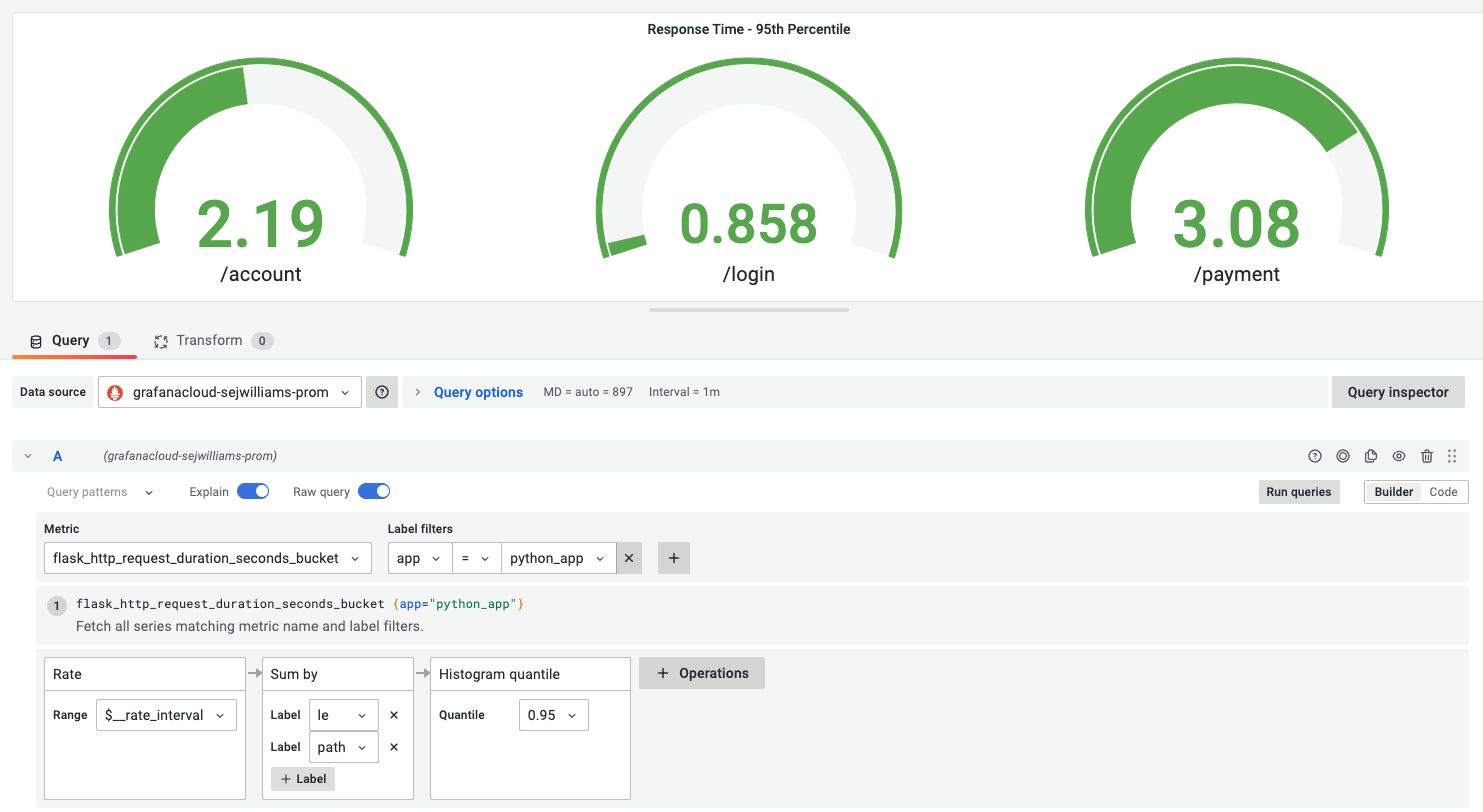 Response Time - 95th Percentile
2.19 0.858 3.08
/account /login /payment
Query 1 Transform 0
Data source grafanacloud-sejwilliams-prom Query options MD = auto = 897 Interval = 1m Query inspector
A (grafanacloud-sejwilliams-prom)
Query patterns Explain Raw query Run queries Builder Code
Metric Label filters
flask_http_request_duration_seconds_bucket app = python_app
1 flask_http_request_duration_seconds_bucket {app="python_app"}
Fetch all series matching metric name and label filters.
Rate Sum by Histogram quantile + Operations
Range $__rate_interval Label le Quantile 0.95
Label path
+ Label